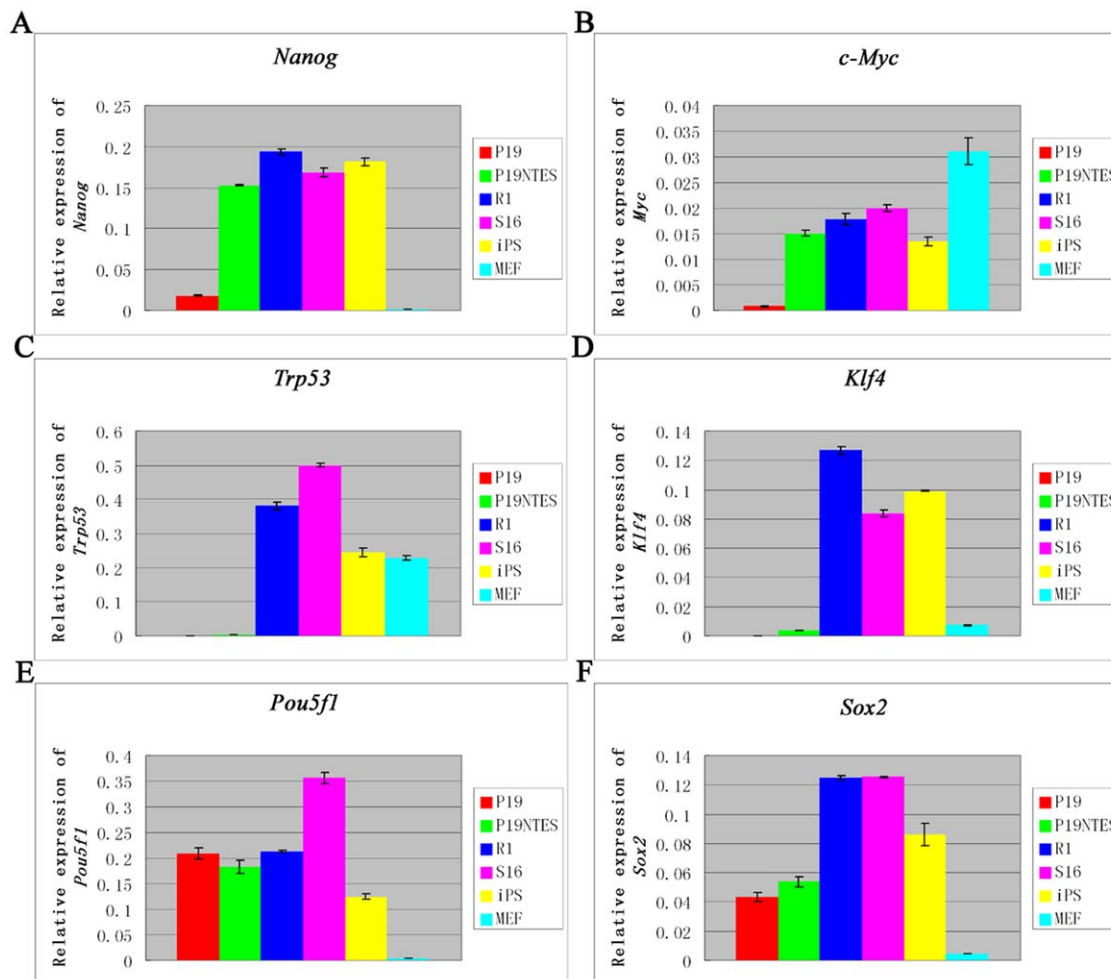 A
Nanog
Relative expression of
Nanog
0.25
0.2
0.15
0.1
0.05
0
P19
P19NTES
R1
S16
iPS
MEF
B
c-Myc
Relative expression of
Myc
0.04
0.035
0.03
0.025
0.02
0.015
0.01
0.005
0
P19
P19NTES
R1
S16
iPS
MEF
C
Trp53
Relative expression of
Trp53
0.6
0.5
0.4
0.3
0.2
0.1
0
P19
P19NTES
R1
S16
iPS
MEF
D
Klf4
Relative expression of
Klf4
0.14
0.12
0.1
0.08
0.06
0.04
0.02
0
P19
P19NTES
R1
S16
iPS
MEF
E
Pou5f1
Relative expression of
Pou5f1
0.4
0.35
0.3
0.25
0.2
0.15
0.1
0.05
0
P19
P19NTES
R1
S16
iPS
MEF
F
Sox2
Relative expression of
Sox2
0.14
0.12
0.1
0.08
0.06
0.04
0.02
0
P19
P19NTES
R1
S16
iPS
MEF